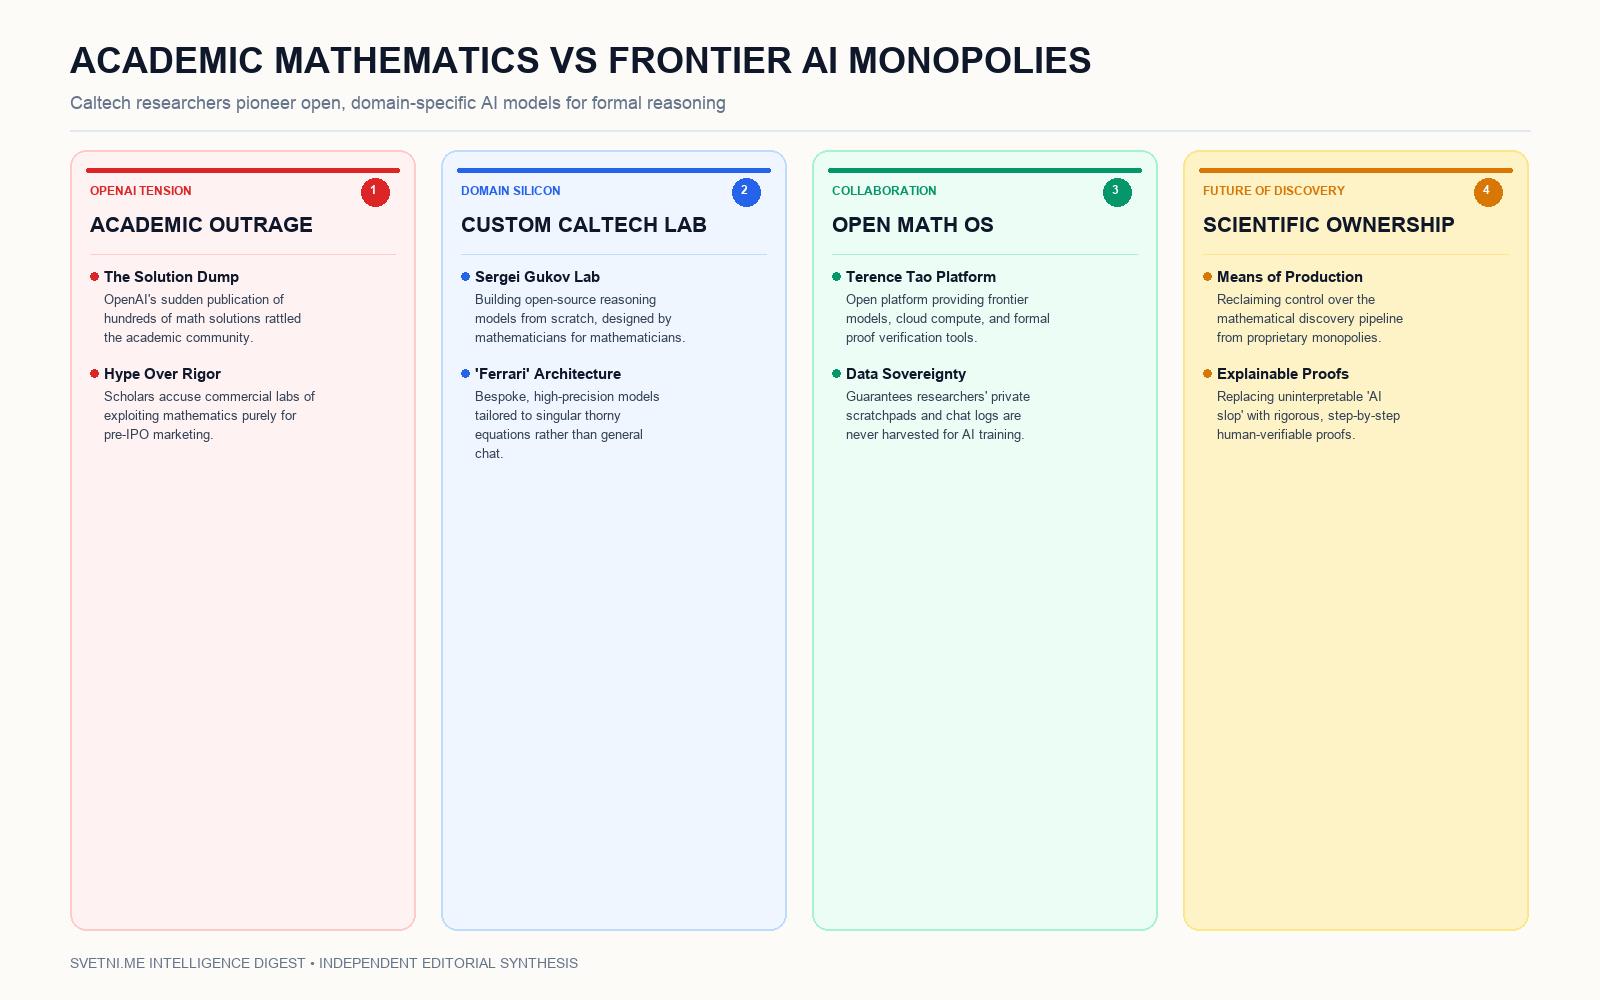 ACADEMIC MATHEMATICS VS FRONTIER AI MONOPOLIES
Caltech researchers pioneer open, domain-specific AI models for formal reasoning
OPENAI TENSION
1
ACADEMIC OUTRAGE
The Solution Dump
OpenAI's sudden publication of
hundreds of math solutions rattled
the academic community.
Hype Over Rigor
Scholars accuse commercial labs of
exploiting mathematics purely for
pre-IPO marketing.
DOMAIN SILICON
2
CUSTOM CALTECH LAB
Sergei Gukov Lab
Building open-source reasoning
models from scratch, designed by
mathematicians for mathematicians.
'Ferrari' Architecture
Bespoke, high-precision models
tailored to singular thorny
equations rather than general
chat.
COLLABORATION
3
OPEN MATH OS
Terence Tao Platform
Open platform providing frontier
models, cloud compute, and formal
proof verification tools.
Data Sovereignty
Guarantees researchers' private
scratchpads and chat logs are
never harvested for AI training.
FUTURE OF DISCOVERY
4
SCIENTIFIC OWNERSHIP
Means of Production
Reclaiming control over the
mathematical discovery pipeline
from proprietary monopolies.
Explainable Proofs
Replacing uninterpretable 'AI
slop' with rigorous, step-by-step
human-verifiable proofs.
SVETNI.ME INTELLIGENCE DIGEST • INDEPENDENT EDITORIAL SYNTHESIS